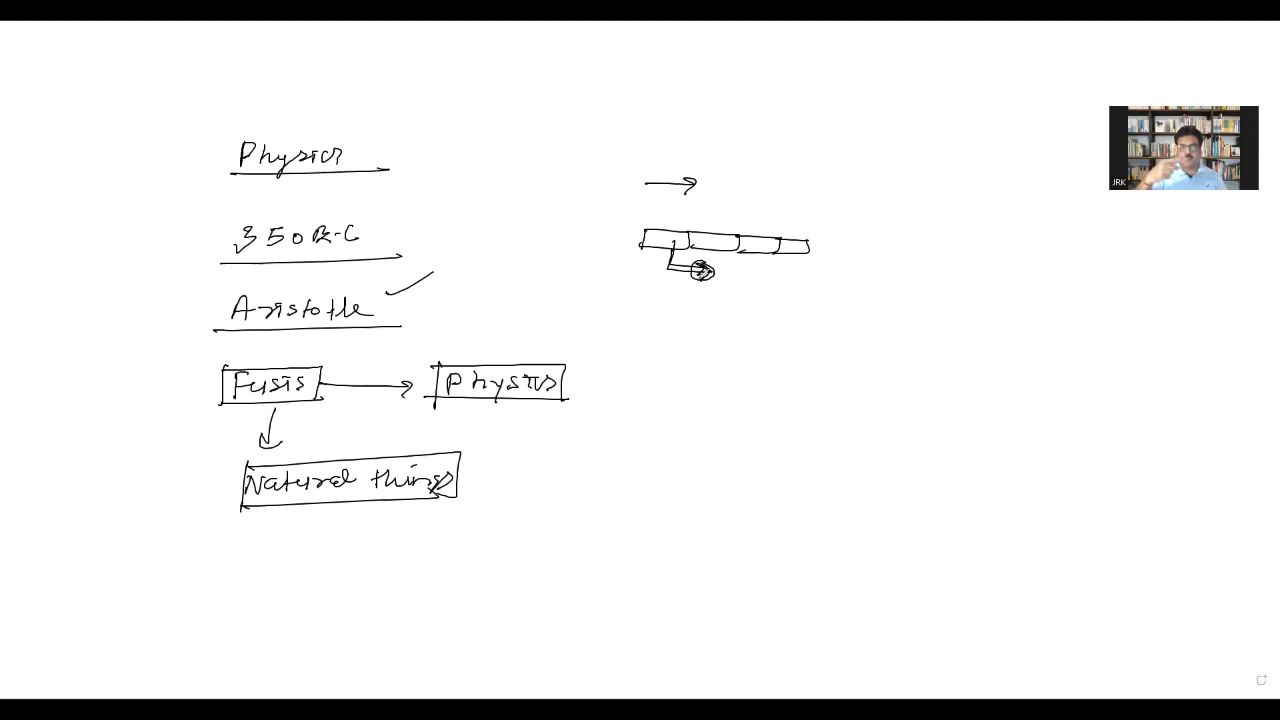 Physics
350 B.C
Aristotle
Fusis
Physics
Natural things
JRK